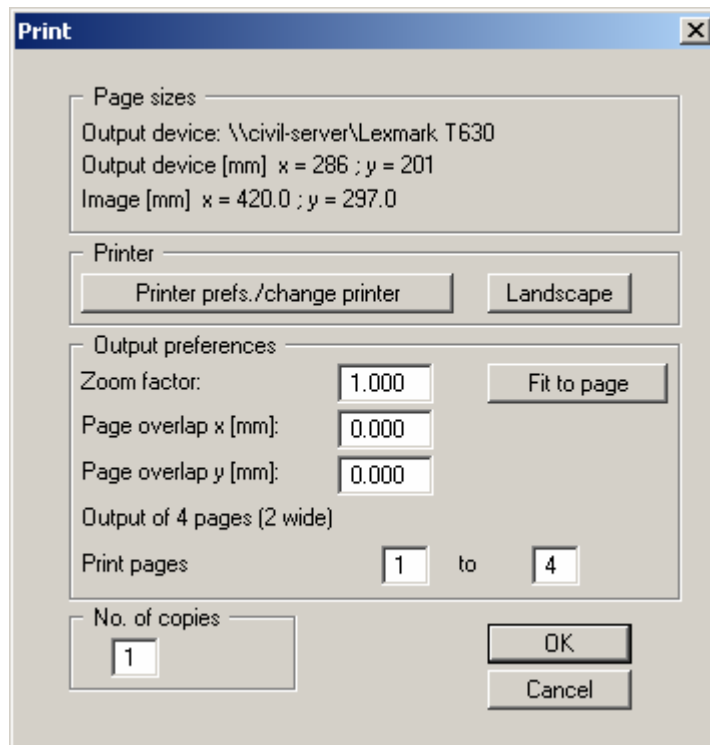 Print
Page sizes
Output device: \\civil-server\Lexmark T630
Output device [mm] x = 286 ; y = 201
Image [mm] x = 420.0 ; y = 297.0
Printer
Printer prefs./change printer Landscape
Output preferences
Zoom factor: 1.000 Fit to page
Page overlap x [mm]: 0.000
Page overlap y [mm]: 0.000
Output of 4 pages (2 wide)
Print pages 1 to 4
No. of copies
1
OK
Cancel